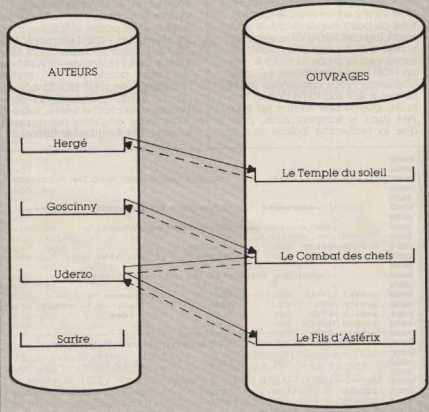 AUTEURS
Hergé
Goscinny
Uderzo
Sartre
OUVRAGES
Le Temple du soleil
Le Combat des chefs
Le Fils d'Astérix